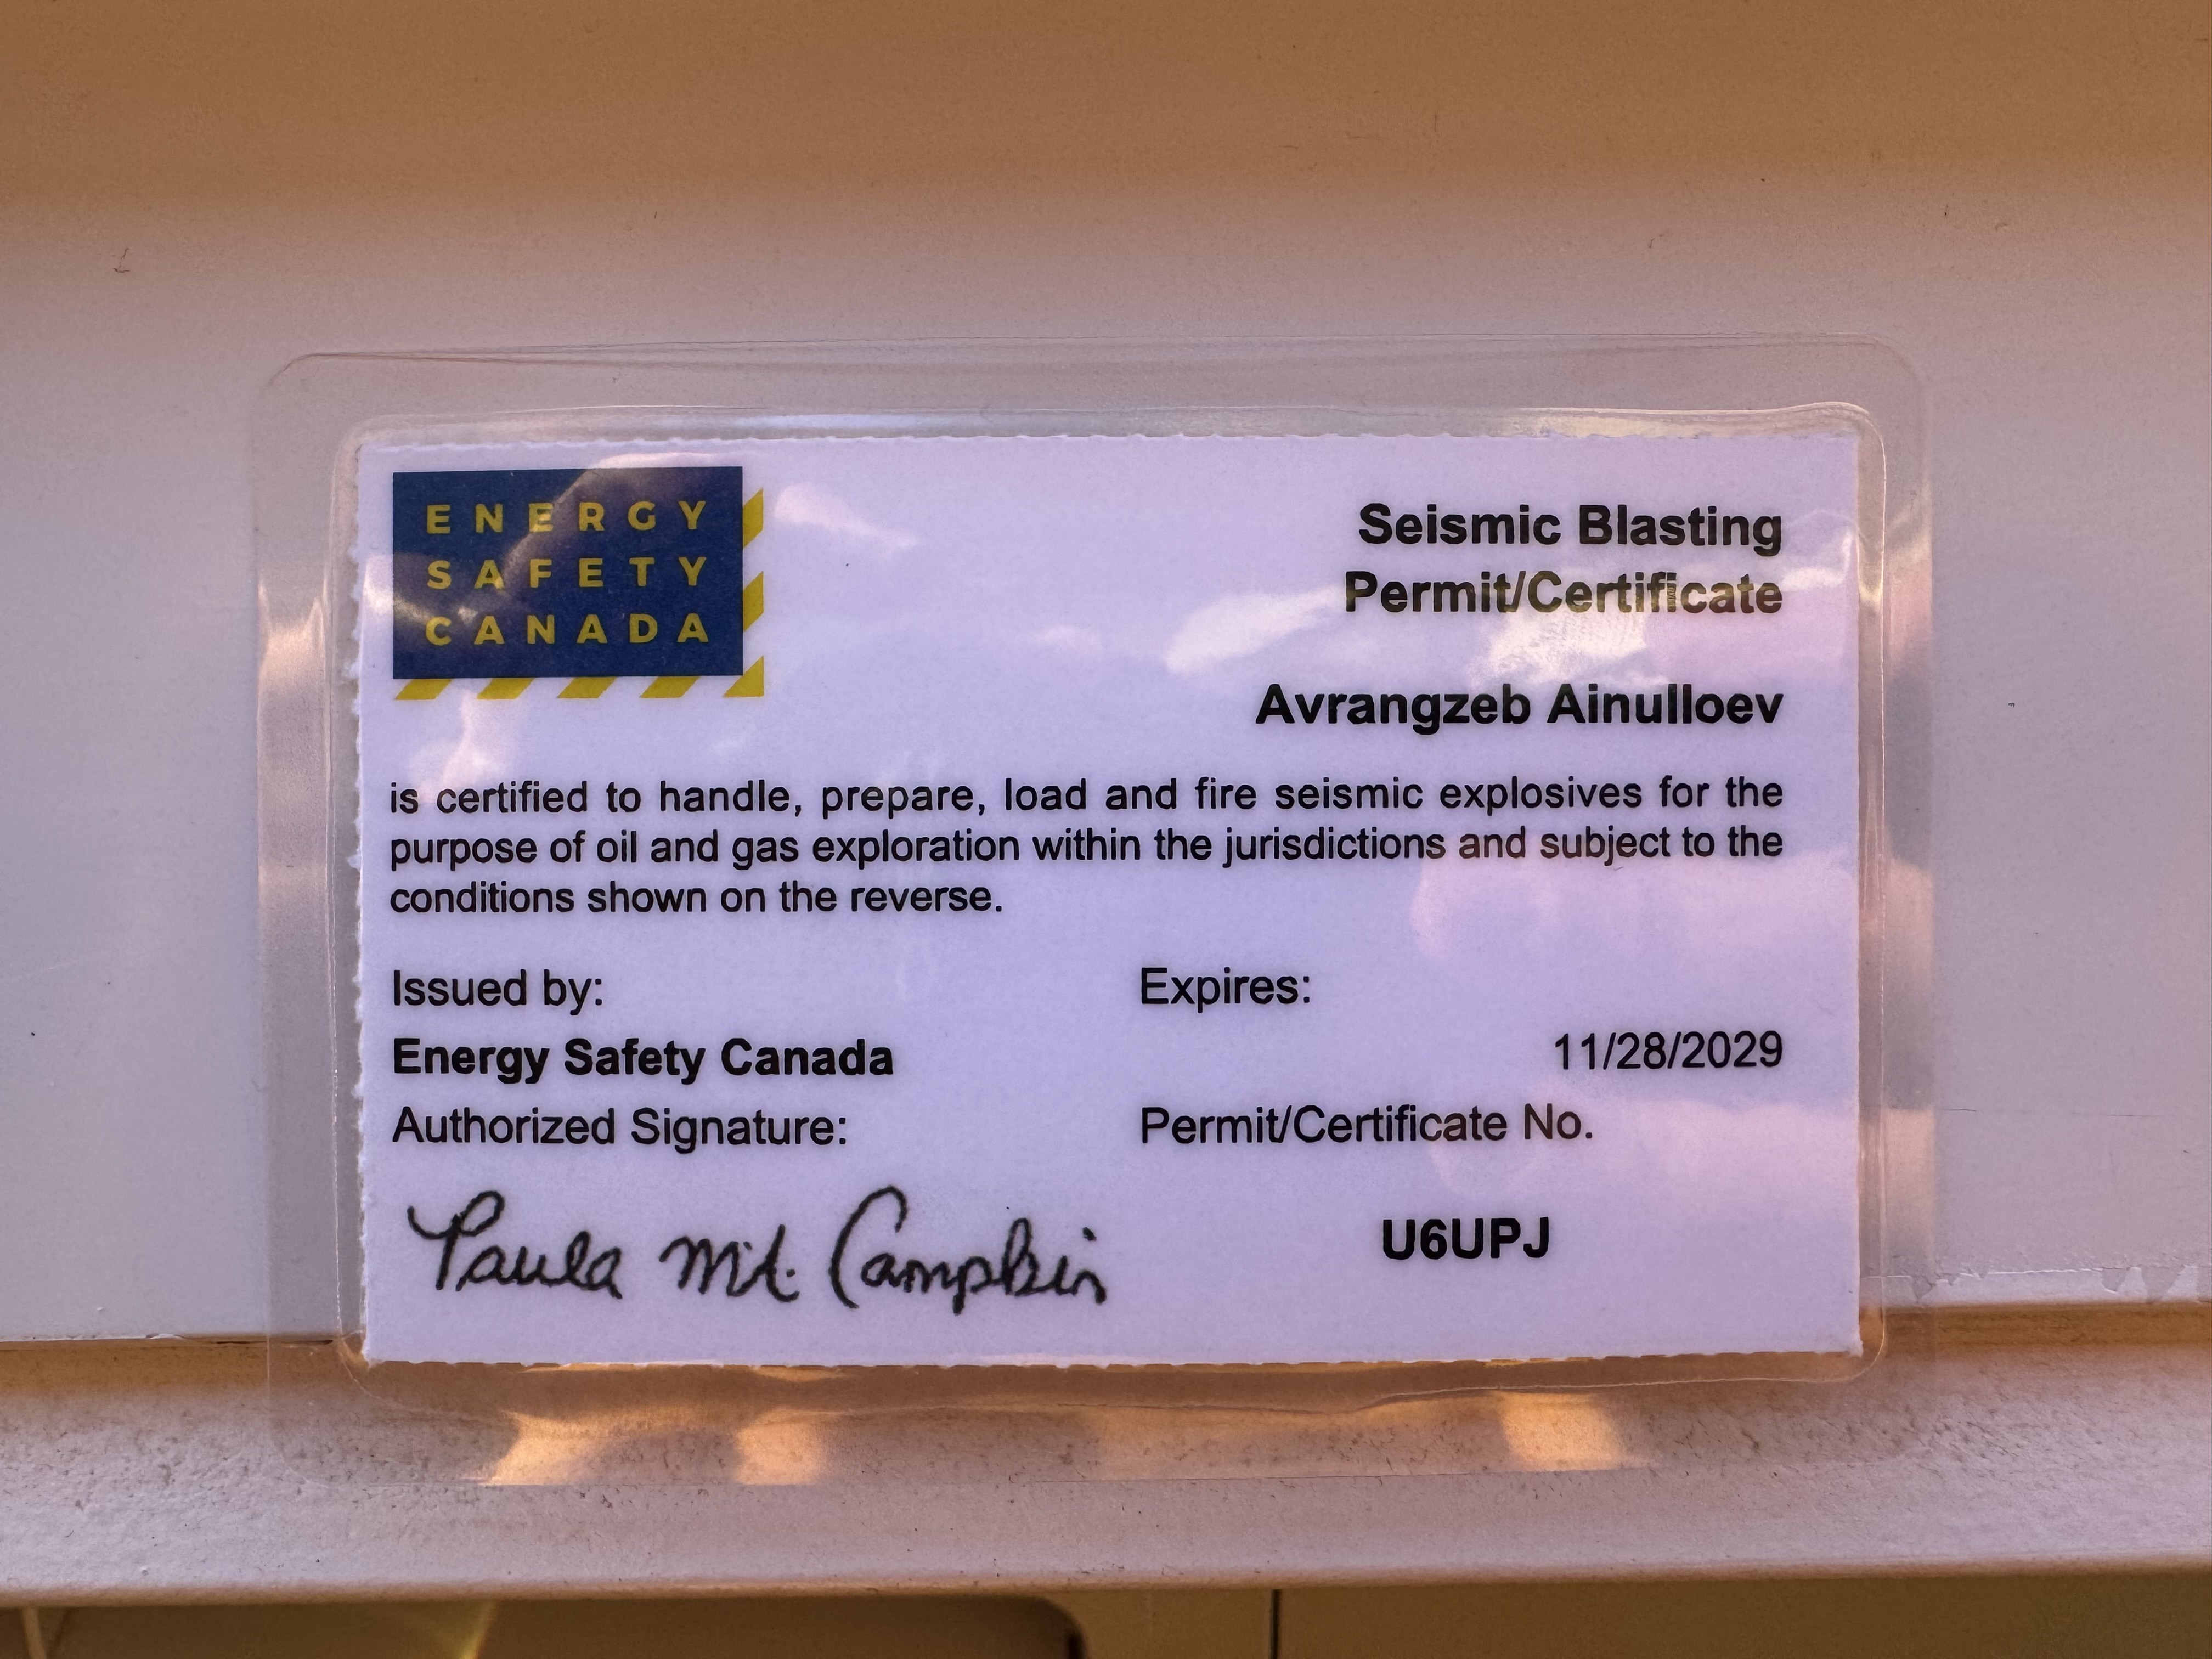 ENERGY
SAFETY
CANADA
Seismic Blasting
Permit/Certificate
Avrangzeb Ainulloev
is certified to handle, prepare, load and fire seismic explosives for the
purpose of oil and gas exploration within the jurisdictions and subject to the
conditions shown on the reverse.
Issued by:
Expires:
Energy Safety Canada
11/28/2029
Authorized Signature:
Permit/Certificate No.
Paula
U6UPJ